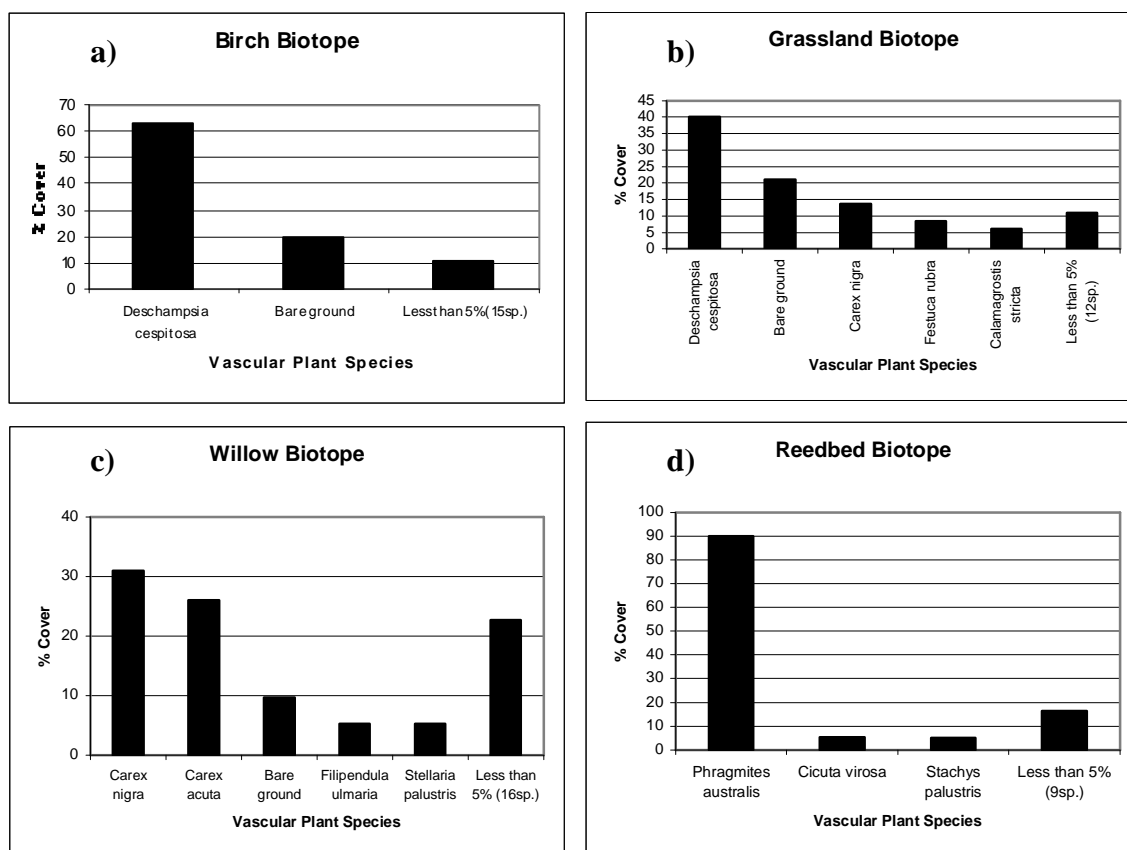 a)
Birch Biotope
% Cover
70
60
50
40
30
20
10
0
Deschampsia
cespitosa
Bare ground
Less than 5% (15sp.)
Vascular Plant Species
b)
Grassland Biotope
% Cover
45
40
35
30
25
20
15
10
5
0
Deschampsia
cespitosa
Bare ground
Carex nigra
Festuca rubra
Calamagrostis
stricta
Less than 5%
(12sp.)
Vascular Plant Species
c)
Willow Biotope
% Cover
40
30
20
10
0
Carex
nigra
Carex
acuta
Bare
ground
Filipendula
ulmaria
Stellaria
palustris
Less than
5% (16sp.)
Vascular Plant Species
d)
Reedbed Biotope
% Cover
100
90
80
70
60
50
40
30
20
10
0
Phragmites
australis
Cicuta virosa
Stachys
palustris
Less than 5%
(9sp.)
Vascular Plant Species